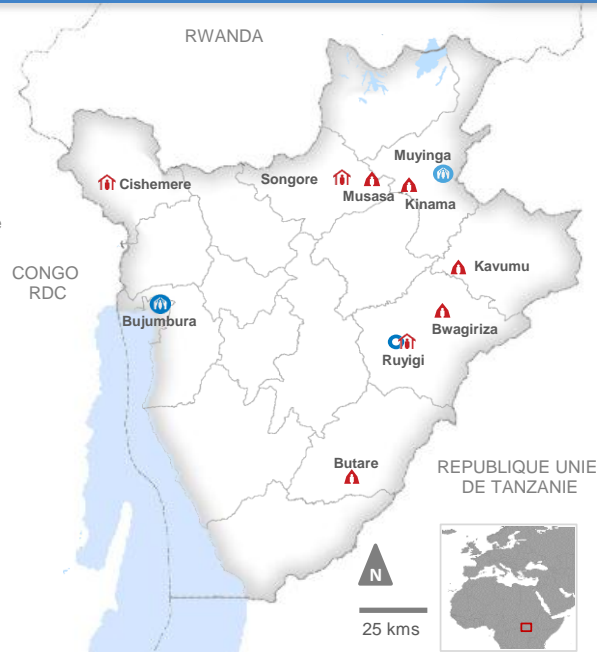 RWANDA
Muyinga
Cishemere
Songore
Musasa
Kinama
CONGO
RDC
Kavumu
Bujumbura
Bwagiriza
Ruyigi
Butare
REPUBLIQUE UNIE
DE TANZANIE
N
25 kms